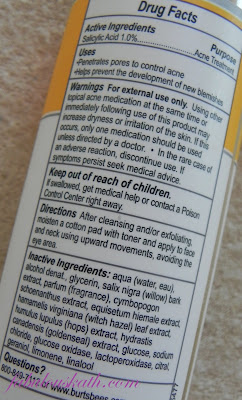 Drug Facts
Active Ingredients Purpose
Salicylic Acid 1.0% Acne Treatment
Uses
•Penetrates pores to control acne
•Helps prevent the development of new blemishes
Warnings For external use only. Using other
topical acne medication at the same time or
immediately following use of this product may
increase dryness or irritation of the skin. If this
occurs, only one medication should be used
unless directed by a doctor. • In the rare case of
an adverse reaction, discontinue use. If
symptoms persist seek medical advice.
Keep out of reach of children.
If swallowed, get medical help or contact a Poison
Control Center right away.
Directions After cleansing and/or exfoliating,
moisten a cotton pad with toner and apply to face
and neck using upward movements, avoiding the
eye area.
Inactive Ingredients: aqua (water, eau),
alcohol denat., glycerin, salix nigra (willow) bark
extract, parfum (fragrance), cymbopogon
schoenanthus extract, equisetum hiemale extract,
hamamelis virginiana (witch hazel) leaf extract,
humulus lupulus (hops) extract, hydrastis
canadensis (goldenseal) extract, glucose, sodium
chloride, glucose oxidase, lactoperoxidase, citral,
geraniol, limonene, linalool
Questions?
www.burtsbees.com